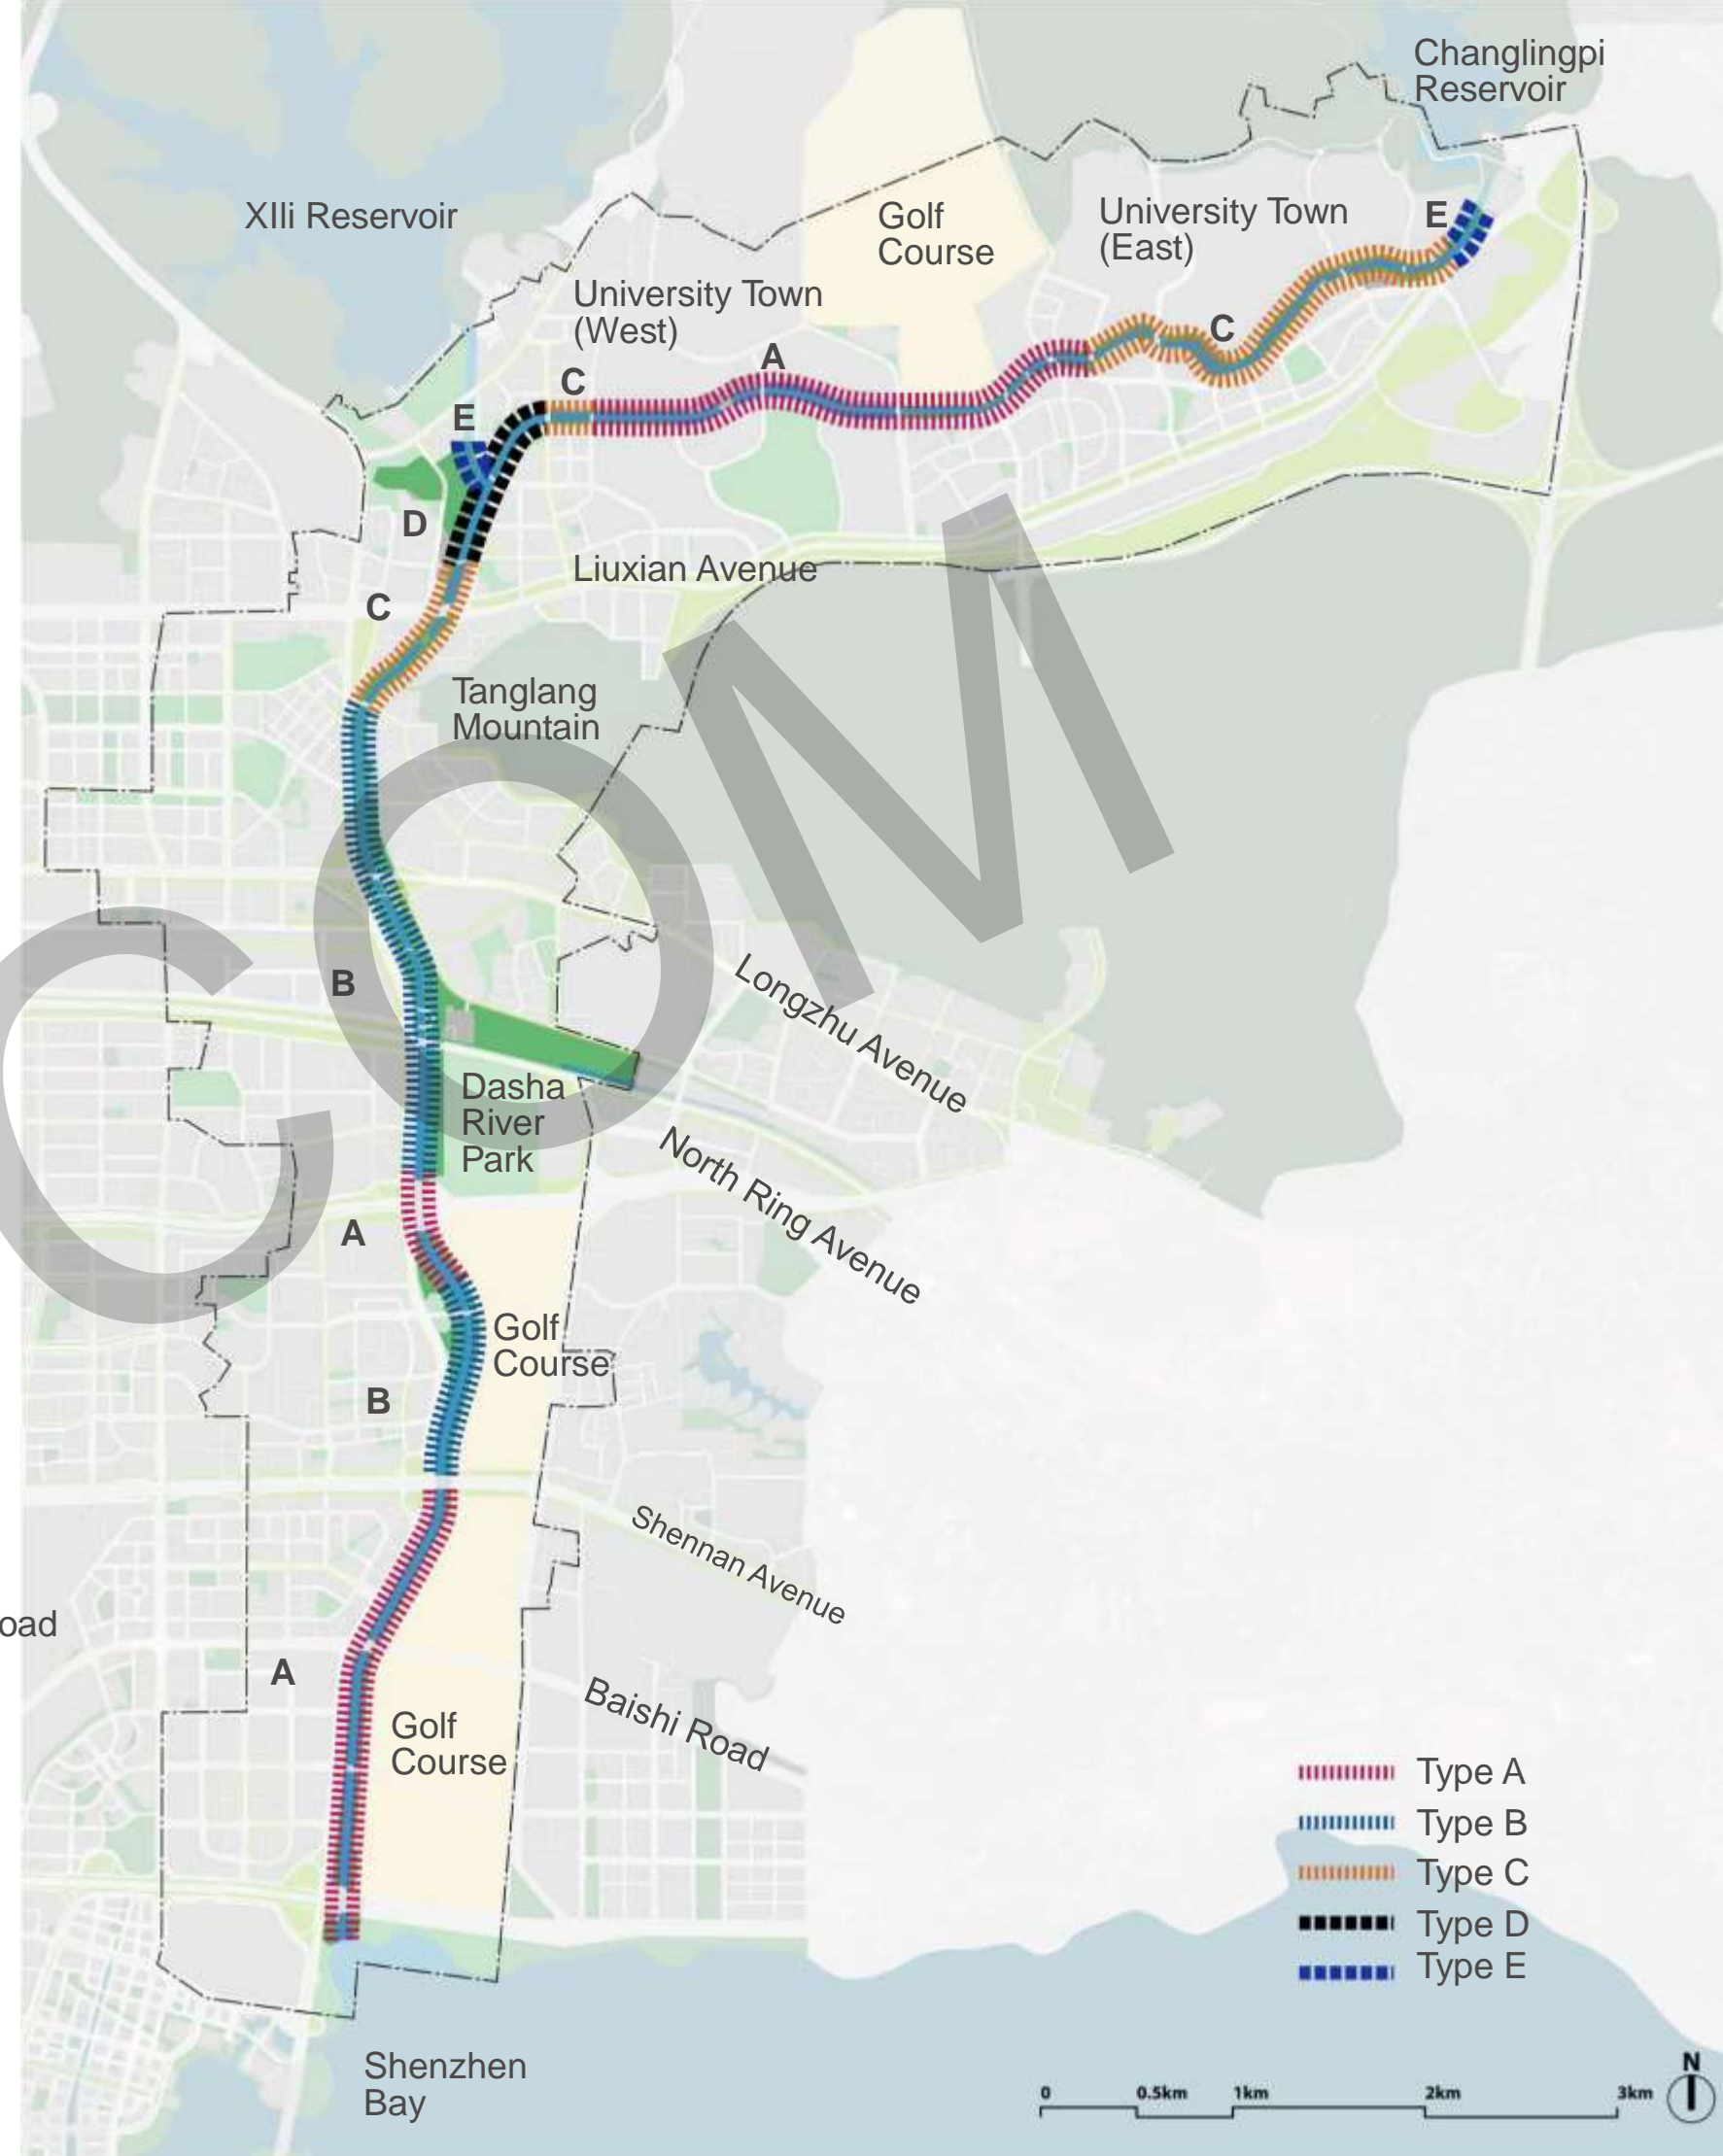 Changlingpi
Reservoir
XIli Reservoir
Golf
Course
University Town
(East)
E
University Town
(West)
C
A
C
E
D
Liuxian Avenue
C
Tanglang
Mountain
COM
Longzhu Avenue
B
Dasha
River
Park
North Ring Avenue
A
Golf
Course
B
Shennan Avenue
oad
A
Baishi Road
Golf
Course
Type A
Type B
Type C
Type D
Type E
Shenzhen
Bay
0 0.5km 1km 2km 3km
N